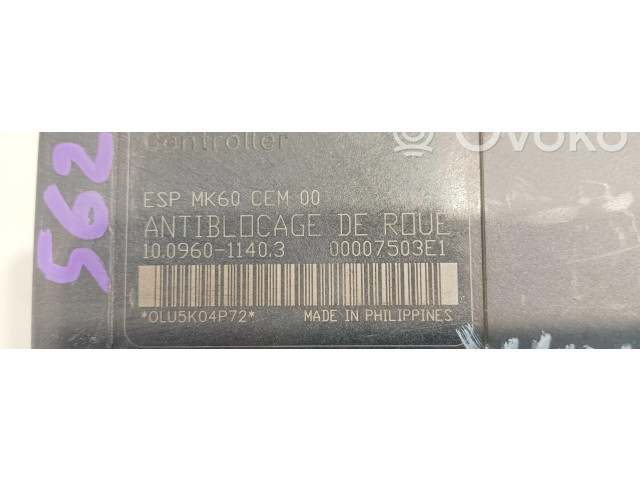 562
Controller
Ovoko
ESP MK60 CEM 00
ANTIBLOCAGE DE ROUE
10.0960-1140.3 00007503E1
*OLU5K04P72* MADE IN PHILIPPINES